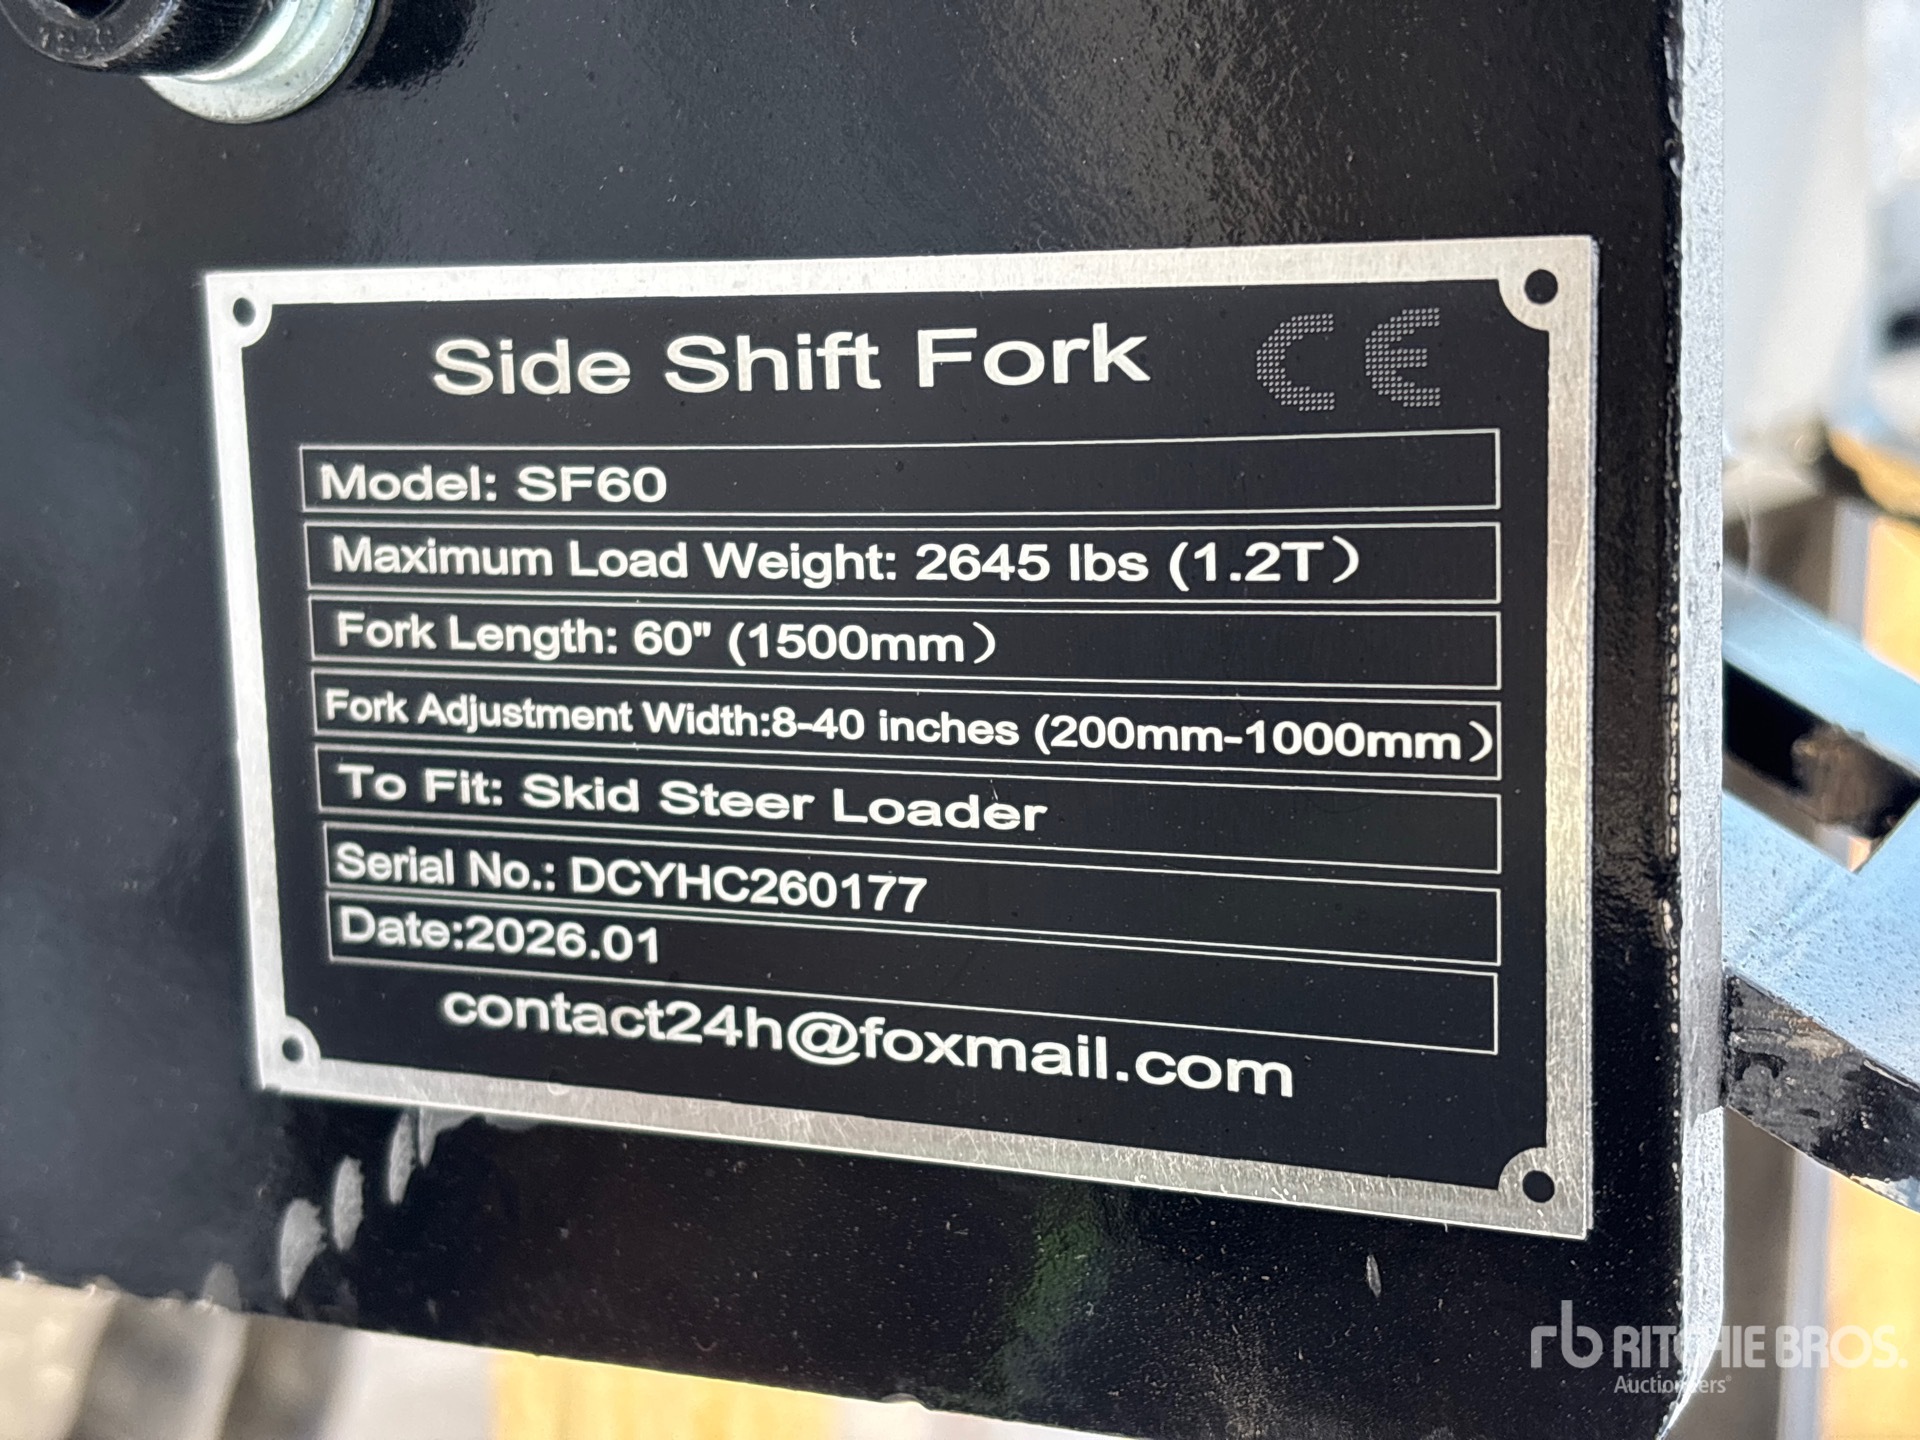 Side Shift Fork CE
Model: SF60
Maximum Load Weight: 2645 lbs (1.2T）
Fork Length: 60" (1500mm）
Fork Adjustment Width:8-40 inches (200mm-1000mm）
To Fit: Skid Steer Loader
Serial No.: DCYHC260177
Date:2026.01
contact24h@foxmail.com
rb RITCHIE BROS.
Auctioneers